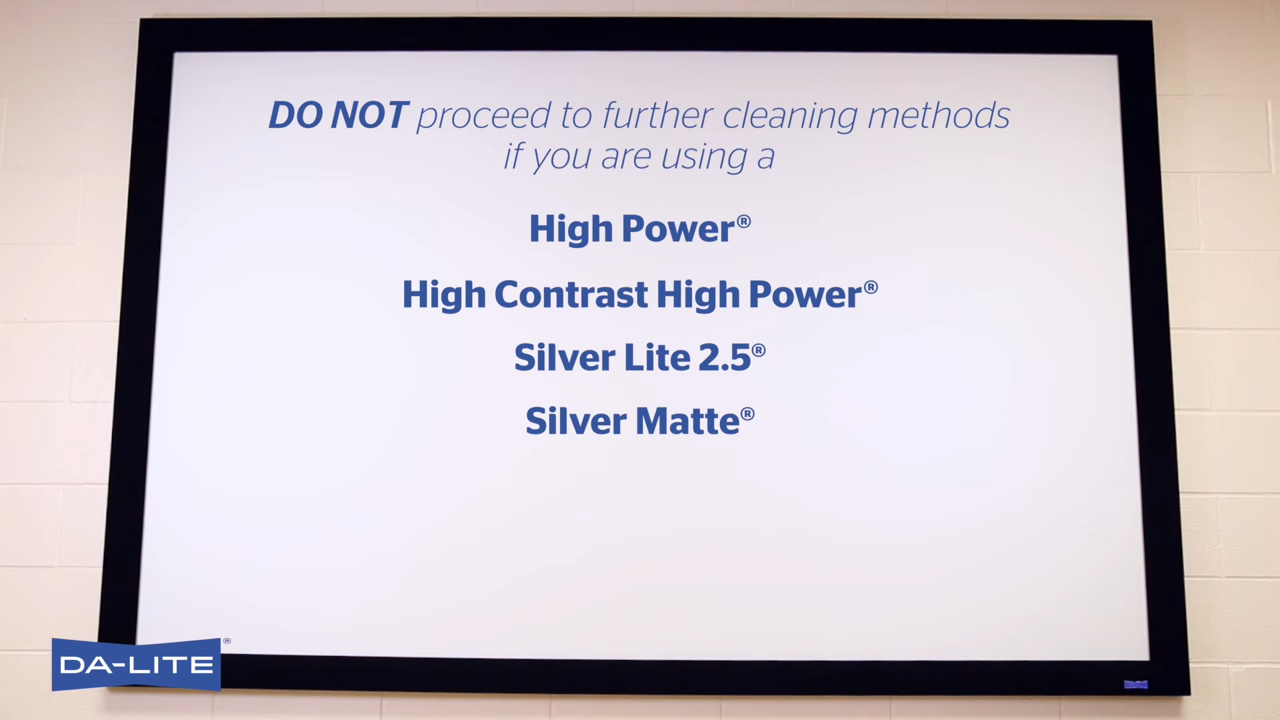 DO NOT proceed to further cleaning methods
if you are using a
High Power®
High Contrast High Power®
Silver Lite 2.5®
Silver Matte®
DA-LITE®